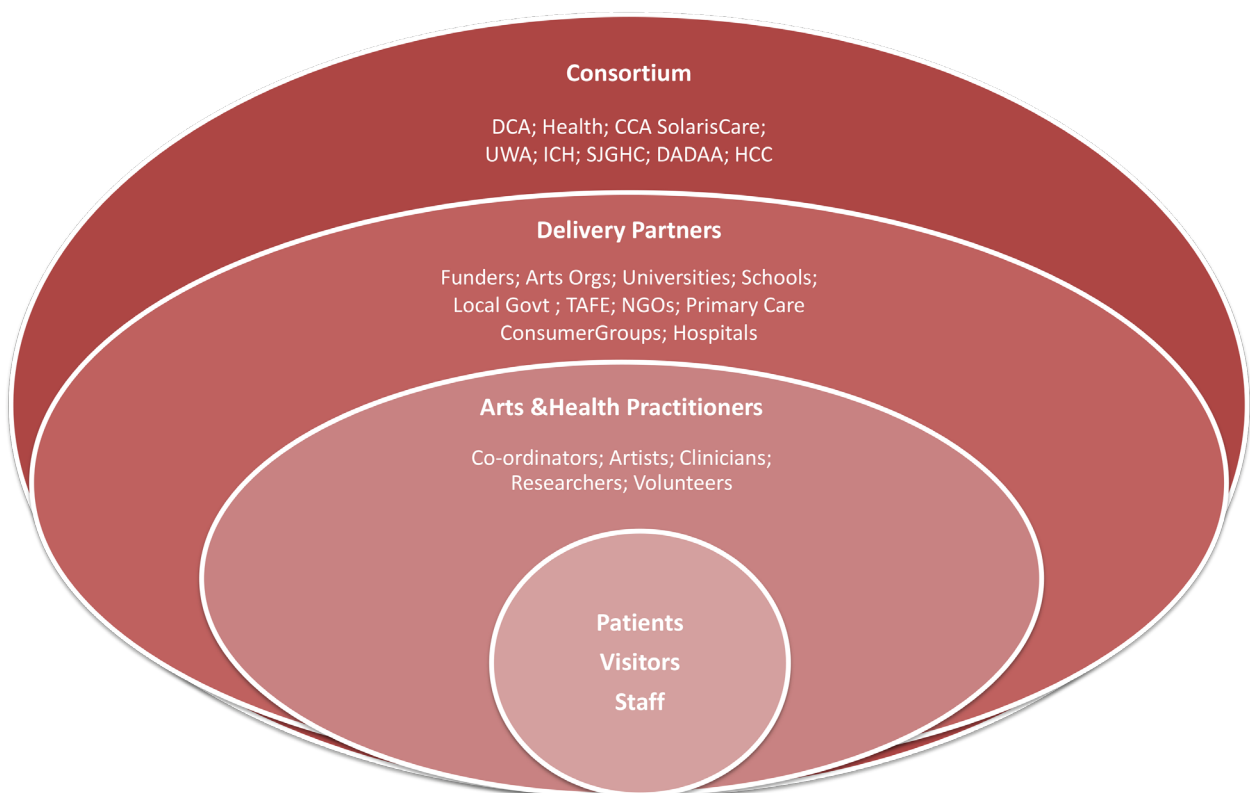 Consortium
DCA; Health; CCA SolarisCare;
UWA; ICH; SJGHC; DADAA; HCC
Delivery Partners
Funders; Arts Orgs; Universities; Schools;
Local Govt ; TAFE; NGOs; Primary Care
ConsumerGroups; Hospitals
Arts &Health Practitioners
Co-ordinators; Artists; Clinicians;
Researchers; Volunteers
Patients
Visitors
Staff